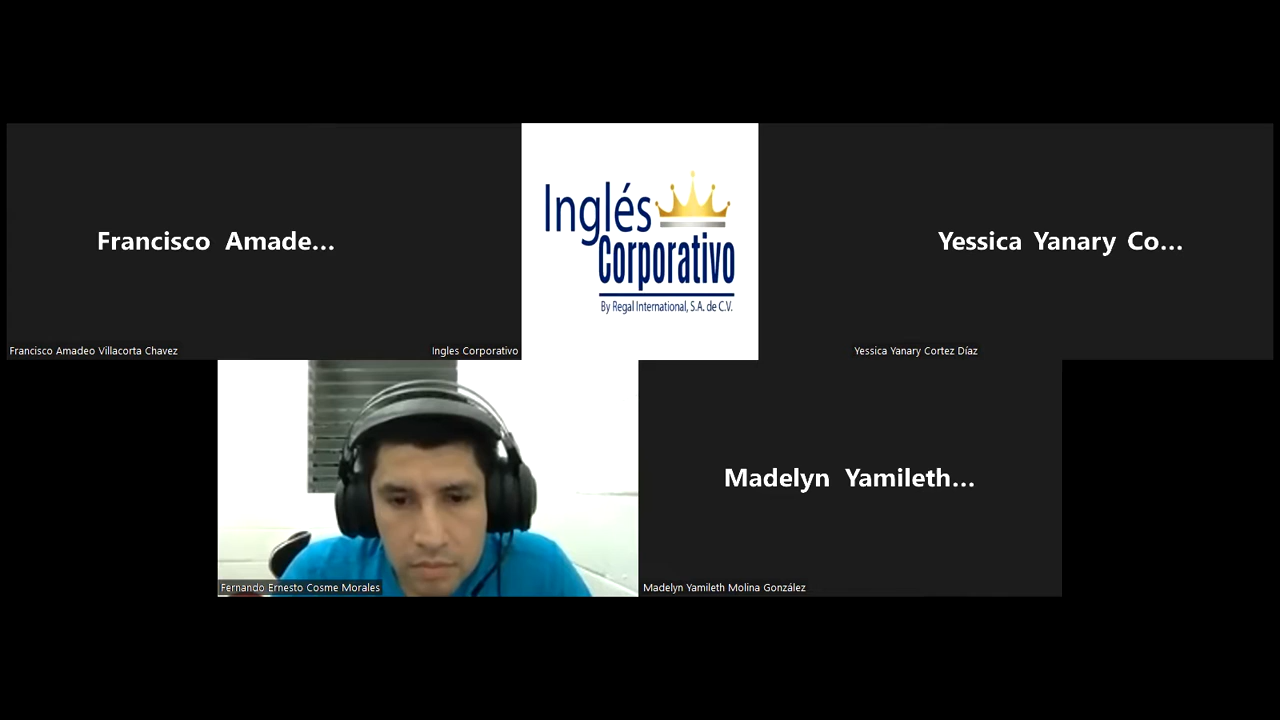 Francisco Amade...
Francisco Amadeo Villacorta Chavez
Inglés
Corporativo
By Regal International, S.A. de C.V.
Ingles Corporativo
Yessica Yanary Co...
Yessica Yanary Cortez Díaz
Fernando Ernesto Cosme Morales
Madelyn Yamileth...
Madelyn Yamileth Molina González